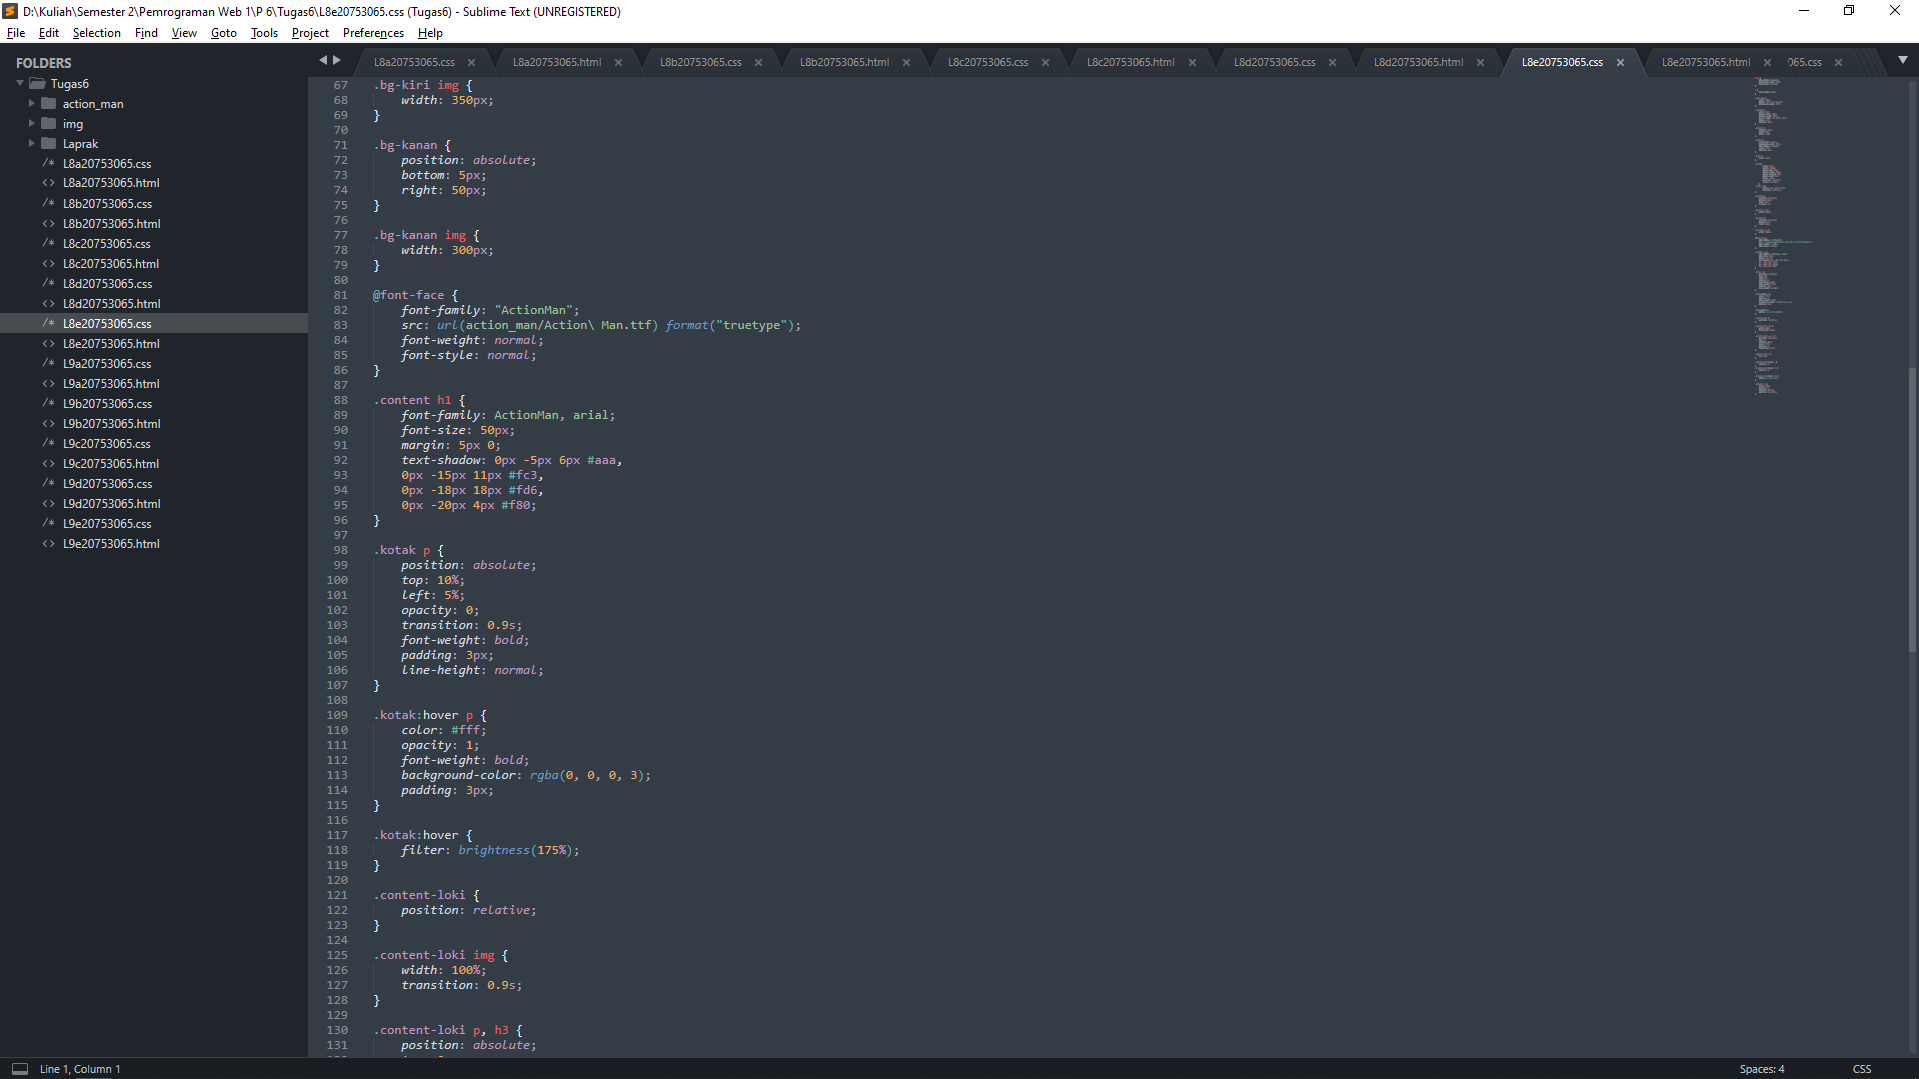 D:\Kuliah\Semester 2\Pemrograman Web 1\P 6\Tugas6\L8e20753065.css (Tugas6) - Sublime Text (UNREGISTERED)
File Edit Selection Find View Goto Tools Project Preferences Help
FOLDERS
Tugas6
action_man
img
Laprak
/* L8a20753065.css
<> L8a20753065.html
/* L8b20753065.css
<> L8b20753065.html
/* L8c20753065.css
<> L8c20753065.html
/* L8d20753065.css
<> L8d20753065.html
/* L8e20753065.css
<> L8e20753065.html
/* L9a20753065.css
<> L9a20753065.html
/* L9b20753065.css
<> L9b20753065.html
/* L9c20753065.css
<> L9c20753065.html
/* L9d20753065.css
<> L9d20753065.html
/* L9e20753065.css
<> L9e20753065.html
L8a20753065.css L8a20753065.html L8b20753065.css L8b20753065.html L8c20753065.css L8c20753065.html L8d20753065.css L8d20753065.html L8e20753065.css L8e20753065.html 065.css
67 .bg-kiri img {
68 width: 350px;
69 }
70
71 .bg-kanan {
72 position: absolute;
73 bottom: 5px;
74 right: 50px;
75 }
76
77 .bg-kanan img {
78 width: 300px;
79 }
80
81 @font-face {
82 font-family: "ActionMan";
83 src: url(action_man/Action\ Man.ttf) format("truetype");
84 font-weight: normal;
85 font-style: normal;
86 }
87
88 .content h1 {
89 font-family: ActionMan, arial;
90 font-size: 50px;
91 margin: 5px 0;
92 text-shadow: 0px -5px 6px #aaa,
93 0px -15px 11px #fc3,
94 0px -18px 18px #fd6,
95 0px -20px 4px #f80;
96 }
97
98 .kotak p {
99 position: absolute;
100 top: 10%;
101 left: 5%;
102 opacity: 0;
103 transition: 0.9s;
104 font-weight: bold;
105 padding: 3px;
106 line-height: normal;
107 }
108
109 .kotak:hover p {
110 color: #fff;
111 opacity: 1;
112 font-weight: bold;
113 background-color: rgba(0, 0, 0, 3);
114 padding: 3px;
115 }
116
117 .kotak:hover {
118 filter: brightness(175%);
119 }
120
121 .content-loki {
122 position: relative;
123 }
124
125 .content-loki img {
126 width: 100%;
127 transition: 0.9s;
128 }
129
130 .content-loki p, h3 {
131 position: absolute;
Line 1, Column 1
Spaces: 4
CSS